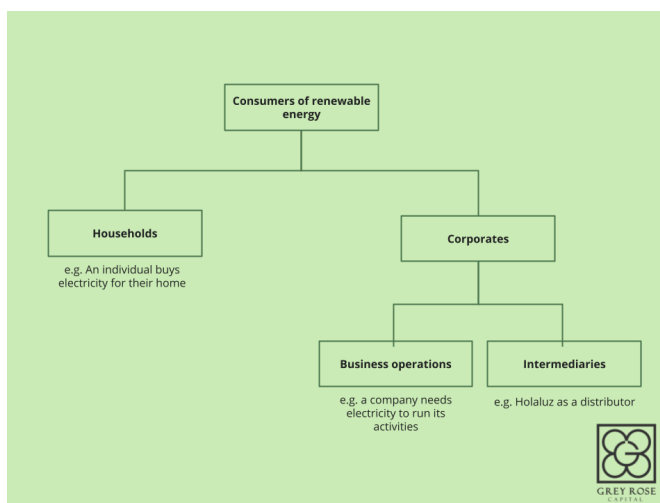 Consumers of renewable
energy
Households
e.g. An individual buys
electricity for their home
Corporates
Business operations
e.g. a company needs
electricity to run its
activities
Intermediaries
e.g. Holaluz as a distributor
GREY ROSE
CAPITAL